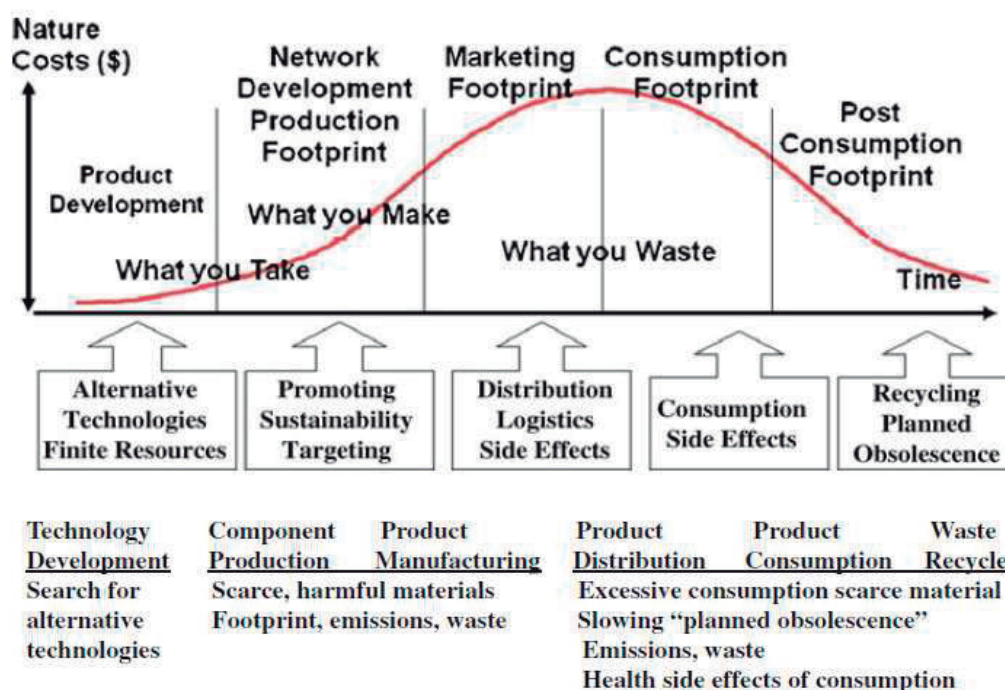 Nature
Costs ($)
Product
Development
Network
Development
Production
Footprint
Marketing
Footprint
Consumption
Footprint
Post
Consumption
Footprint
What you Take
What you Make
What you Waste
Time
Alternative
Technologies
Finite Resources
Promoting
Sustainability
Targeting
Distribution
Logistics
Side Effects
Consumption
Side Effects
Recycling
Planned
Obsolescence
Technology Component Product Product Product Waste
Development Production Manufacturing Distribution Consumption Recycle
Search for Scarce, harmful materials Excessive consumption scarce material
alternative Footprint, emissions, waste Slowing “planned obsolescence”
technologies Emissions, waste
Health side effects of consumption